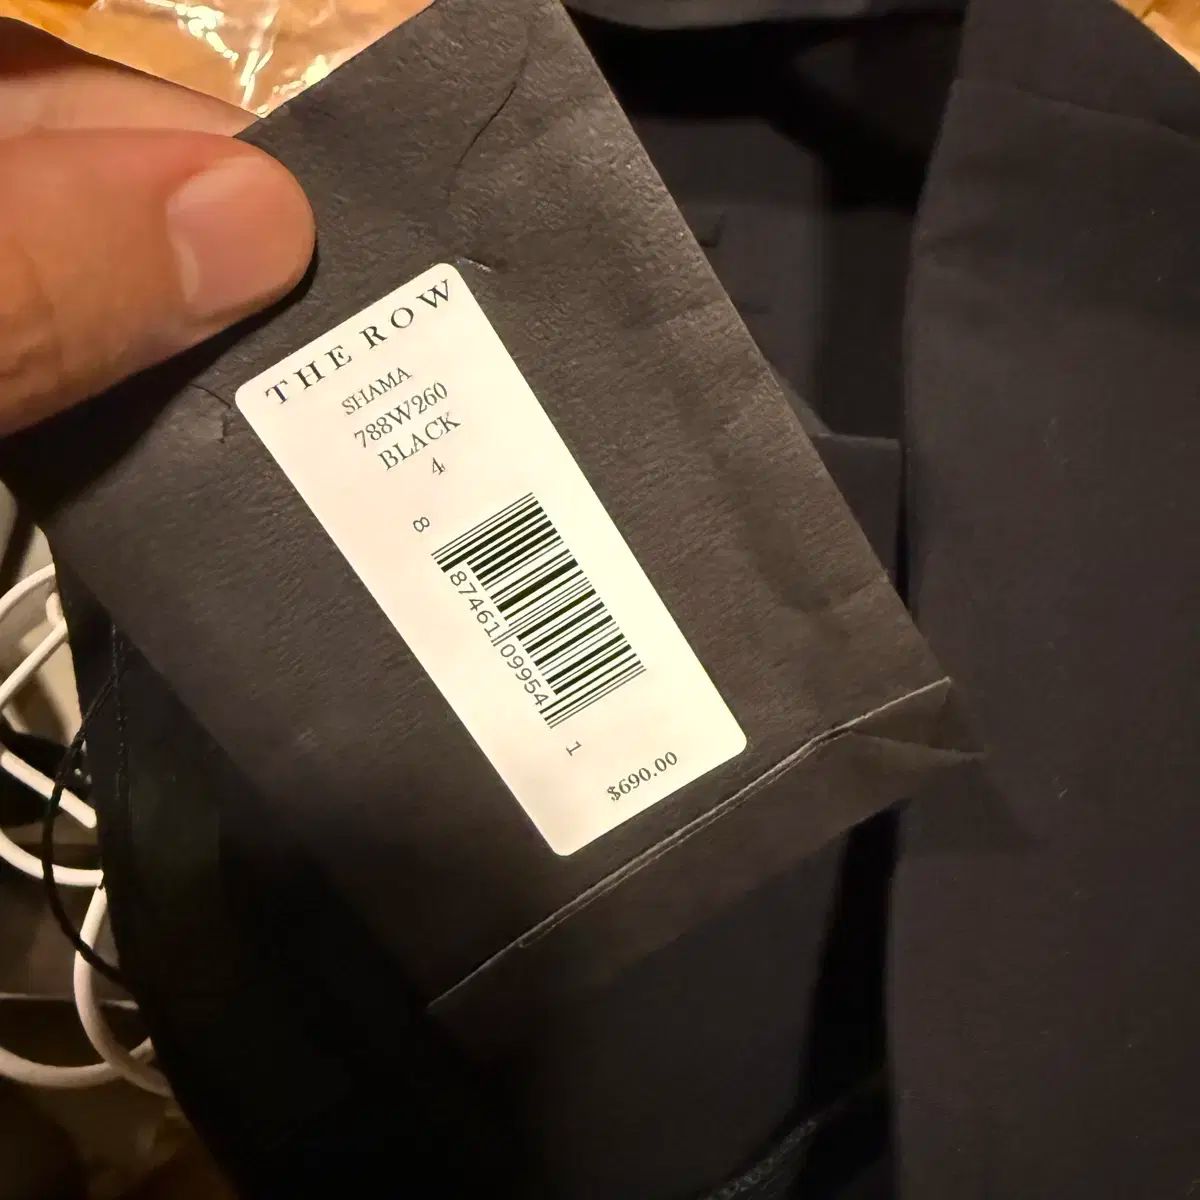 THE ROW
SHAMA
788W260
BLACK
4
8 87461 09954 1
$690.00